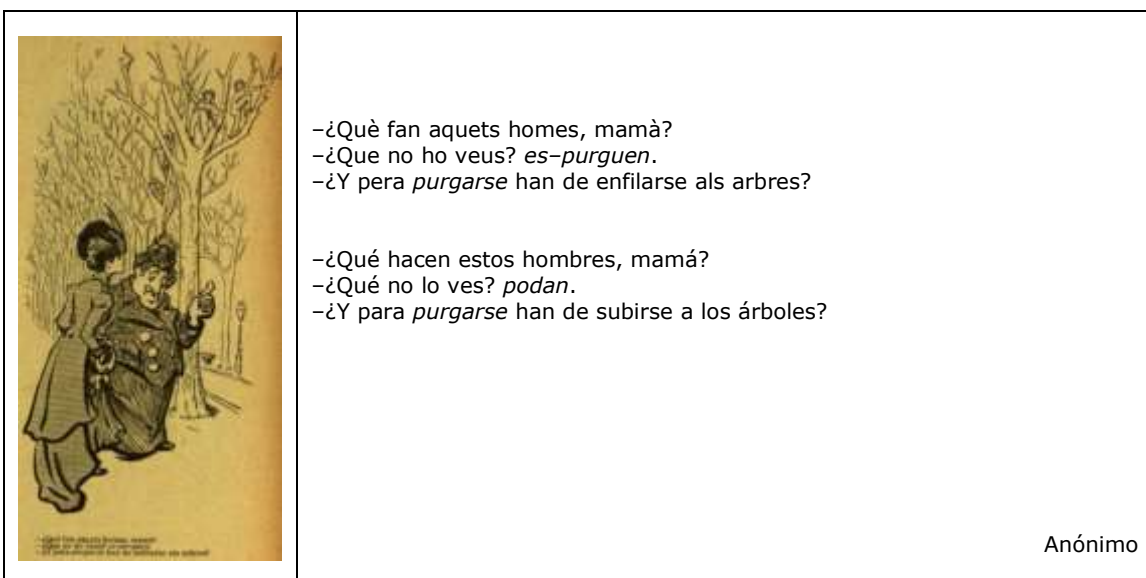 –¿Què fan aquets homes, mamà?
–¿Que no ho veus? es–purguen.
–¿Y pera purgarse han de enfilarse als arbres?
–¿Qué hacen estos hombres, mamá?
–¿Qué no lo ves? podan.
–¿Y para purgarse han de subirse a los árboles?
Anónimo